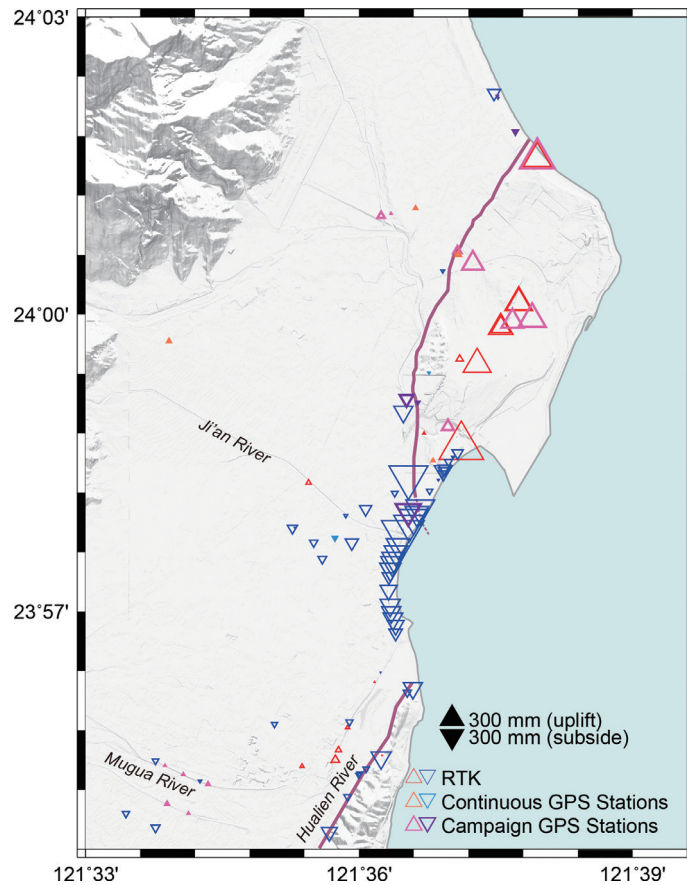 24°03'
24°00'
Ji'an River
23°57'
300 mm (uplift)
300 mm (subside)
Mugua River
Hualien River
RTK
Continuous GPS Stations
Campaign GPS Stations
121°33'
121°36'
121°39'